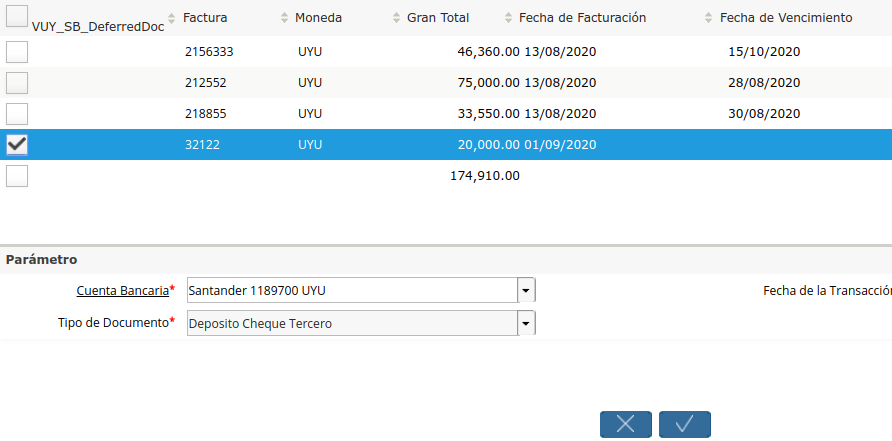 VUY_SB_DeferredDoc Factura Moneda Gran Total Fecha de Facturación Fecha de Vencimiento
2156333 UYU 46,360.00 13/08/2020 15/10/2020
212552 UYU 75,000.00 13/08/2020 28/08/2020
218855 UYU 33,550.00 13/08/2020 30/08/2020
32122 UYU 20,000.00 01/09/2020
174,910.00
Parámetro
Cuenta Bancaria* Santander 1189700 UYU Fecha de la Transacción
Tipo de Documento* Deposito Cheque Tercero